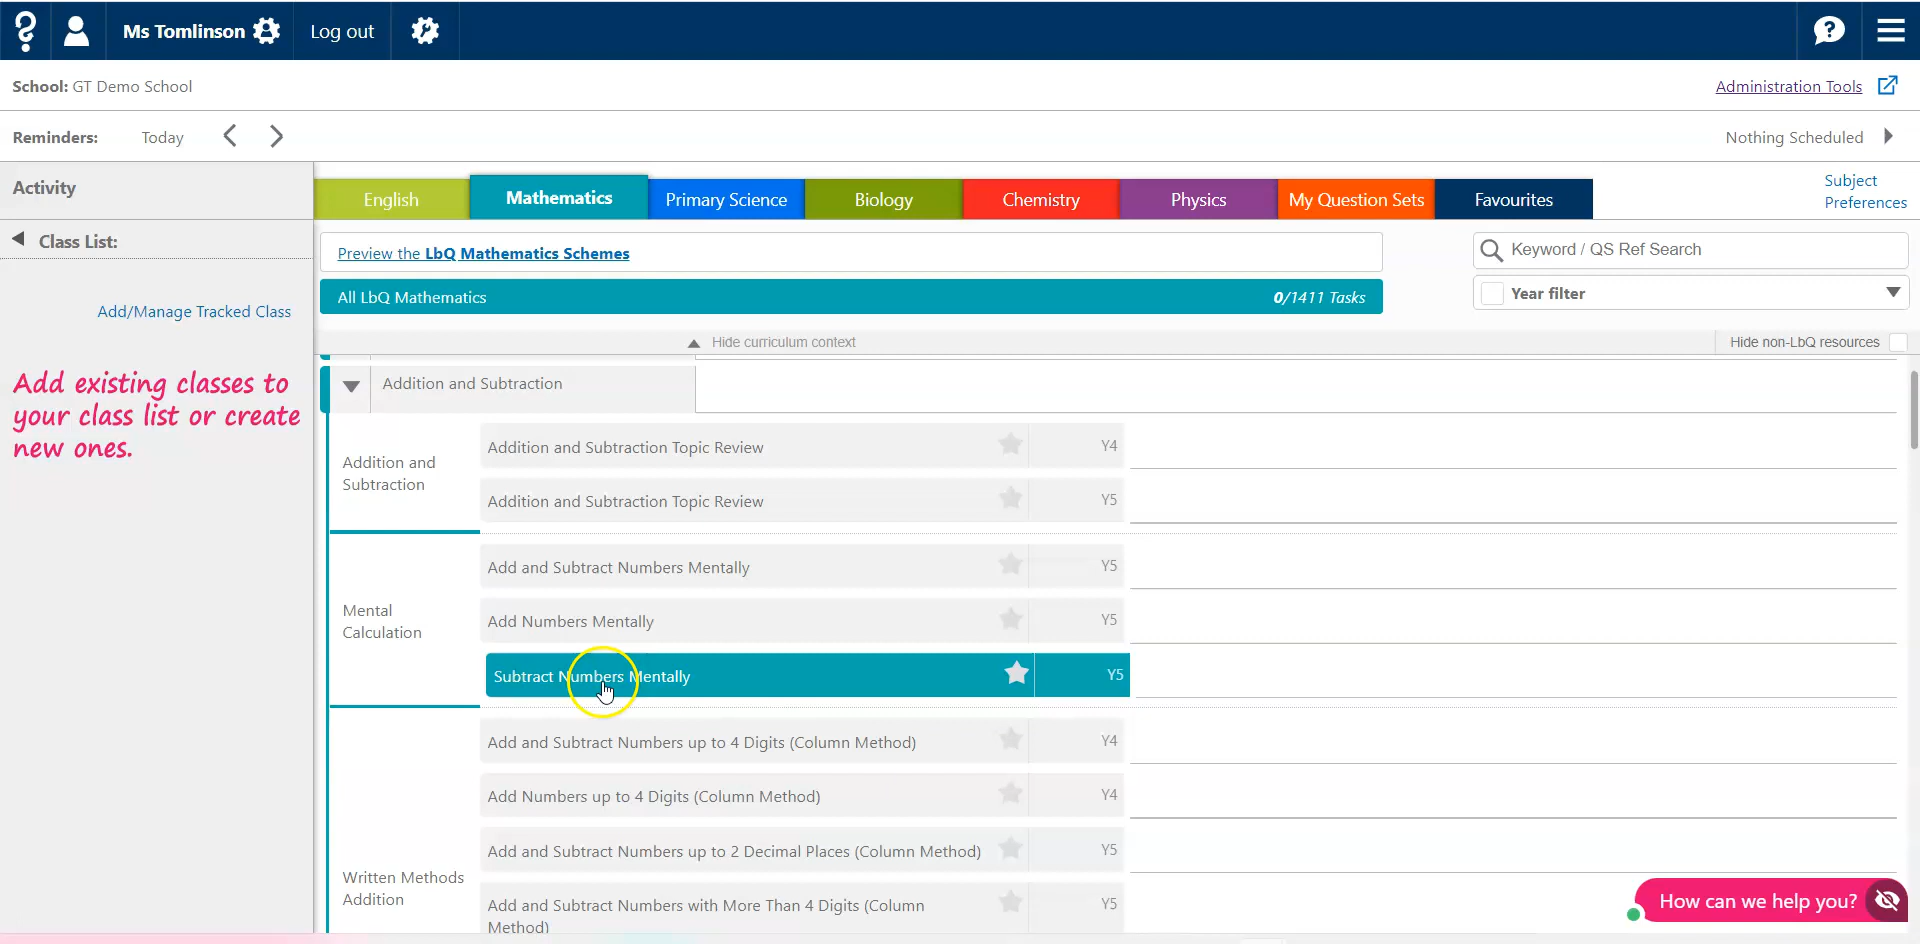 Ms Tomlinson
Log out
School: GT Demo School
Administration Tools
Reminders:
Today
Nothing Scheduled
Activity
English
Mathematics
Primary Science
Biology
Chemistry
Physics
My Question Sets
Favourites
Subject
Preferences
Class List:
Add/Manage Tracked Class
Add existing classes to
your class list or create
new ones.
Preview the LbQ Mathematics Schemes
All LbQ Mathematics
0/1411 Tasks
Keyword / QS Ref Search
Year filter
Hide curriculum context
Hide non-LbQ resources
Addition and Subtraction
Addition and
Subtraction
Addition and Subtraction Topic Review
Y4
Addition and Subtraction Topic Review
Y5
Mental
Calculation
Add and Subtract Numbers Mentally
Y5
Add Numbers Mentally
Y5
Subtract Numbers Mentally
Y5
Written Methods
Addition
Add and Subtract Numbers up to 4 Digits (Column Method)
Y4
Add Numbers up to 4 Digits (Column Method)
Y4
Add and Subtract Numbers up to 2 Decimal Places (Column Method)
Y5
Add and Subtract Numbers with More Than 4 Digits (Column
Method)
Y5
How can we help you?